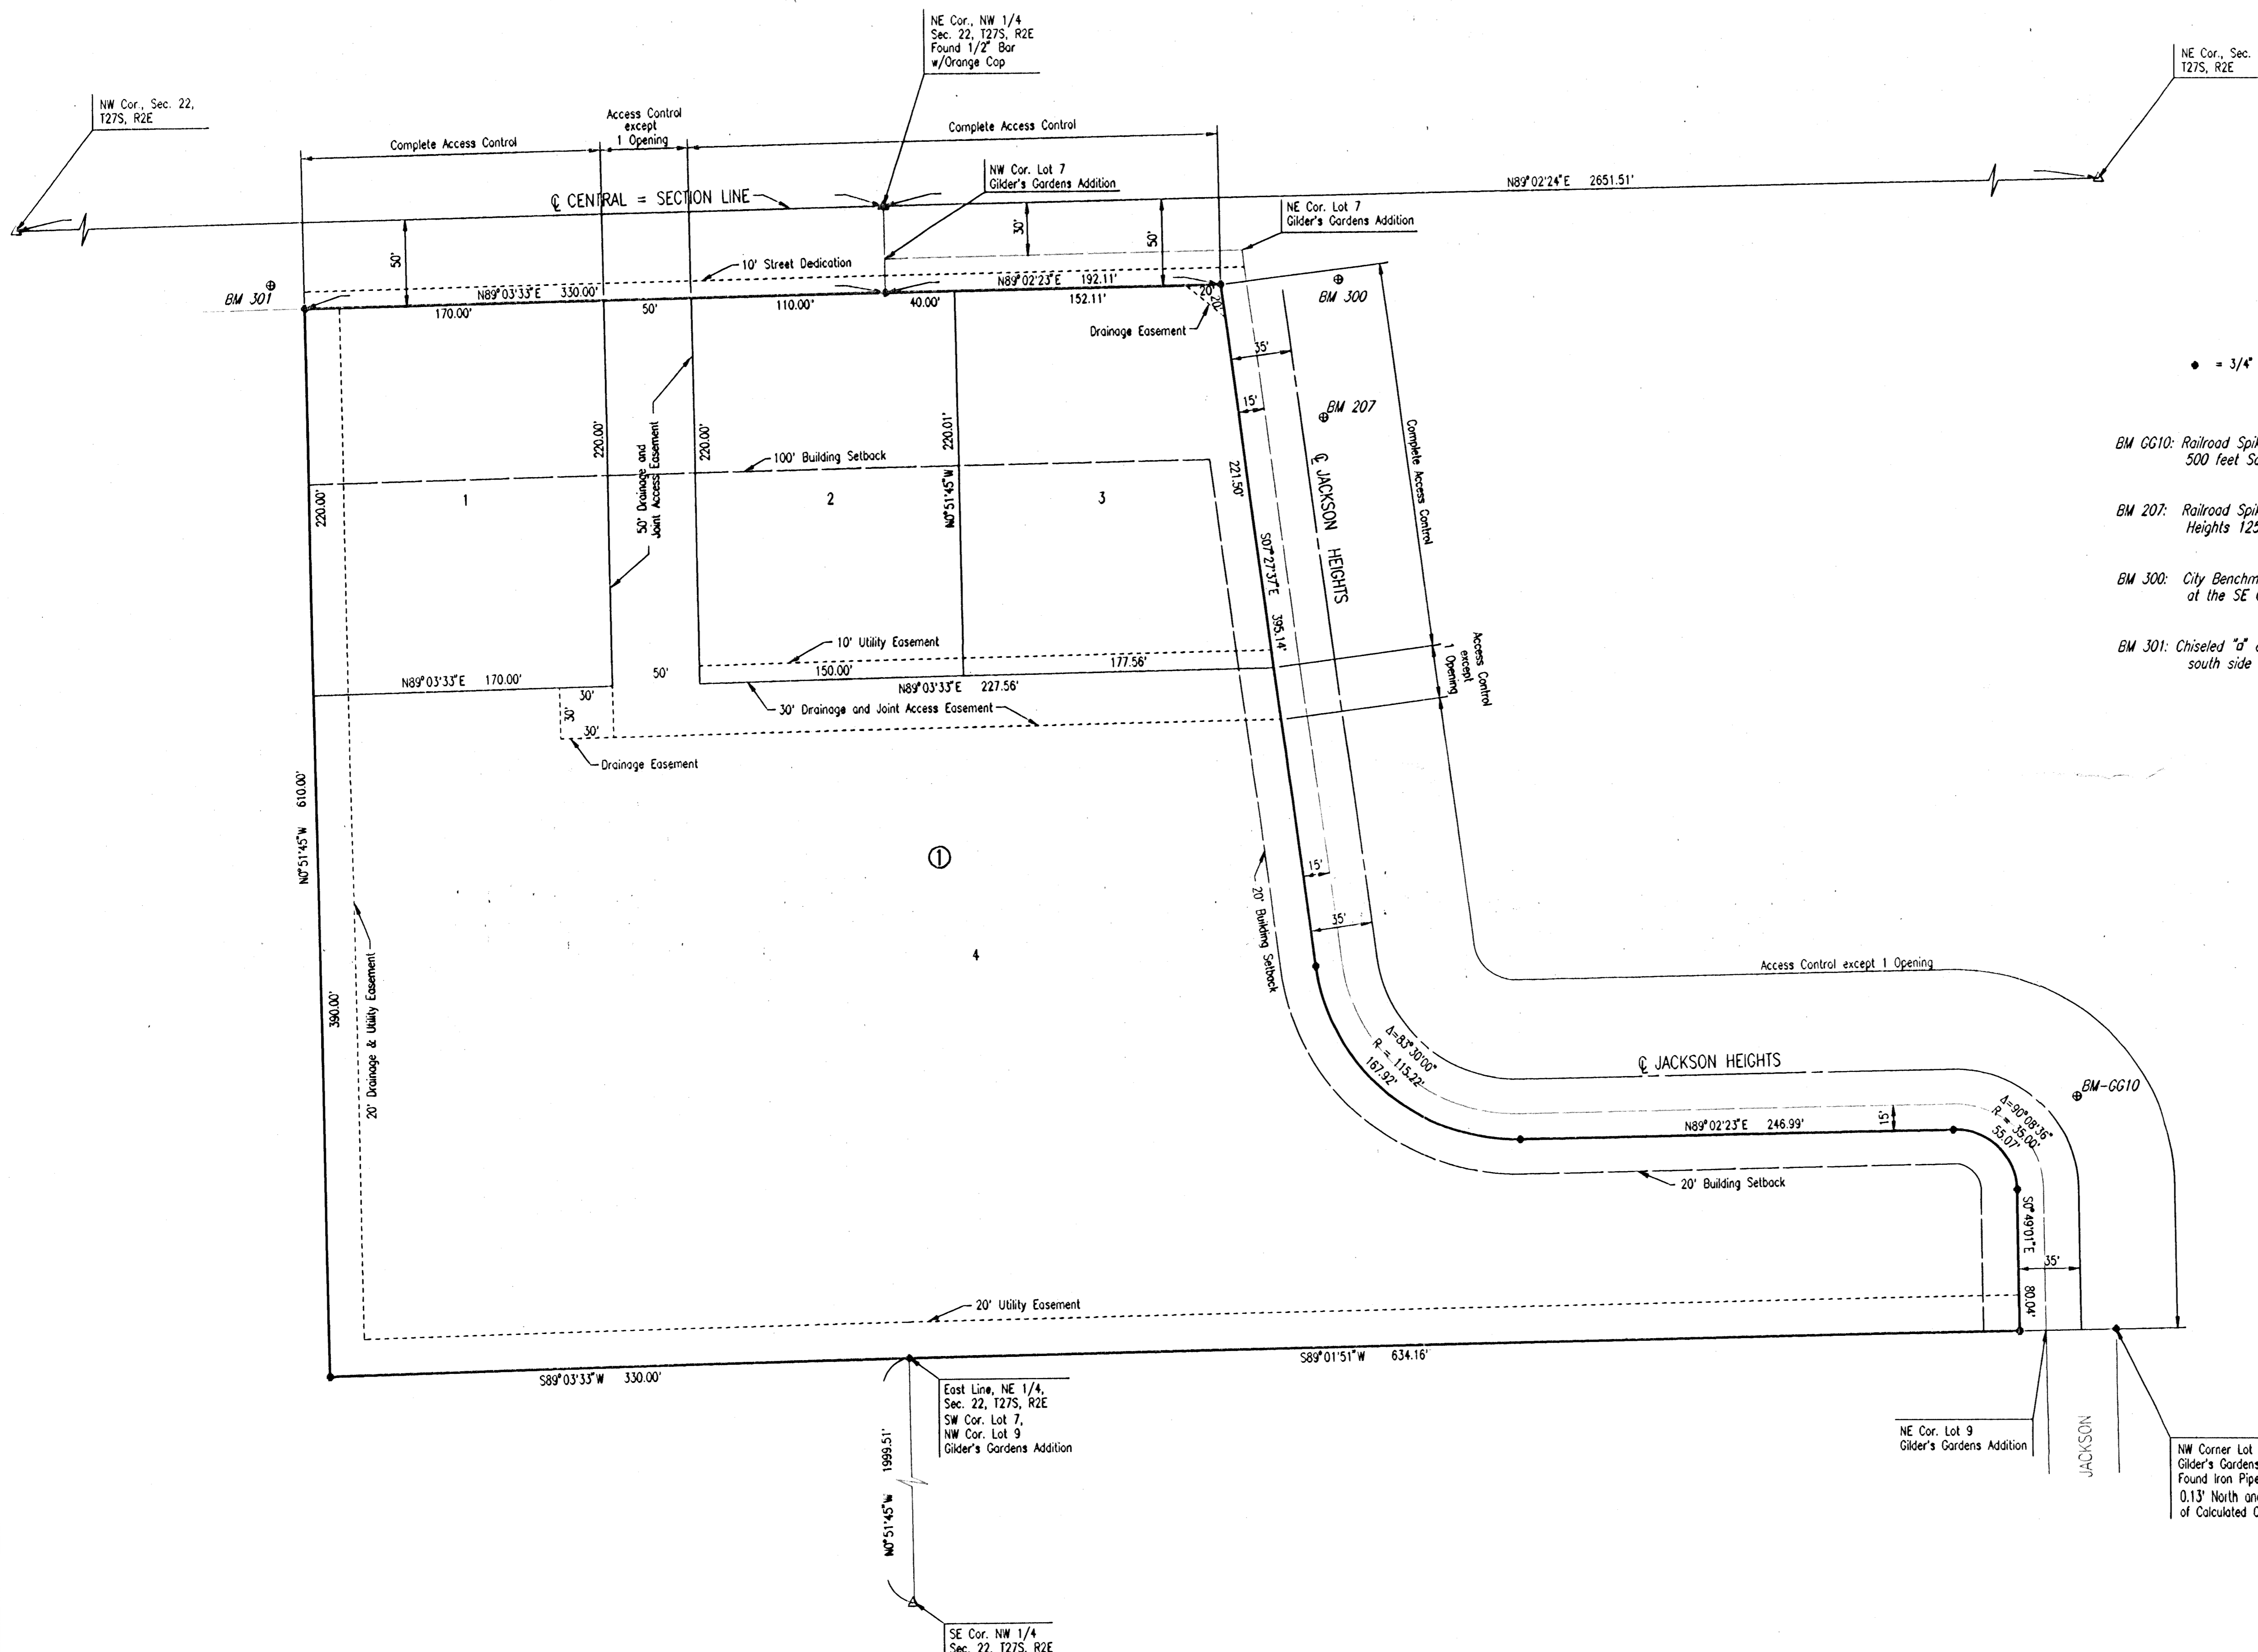 NE Cor., NW 1/4
Sec. 22, T27S, R2E
Found 1/2" Bar
w/Orange Cap
NE Cor., Sec.
T27S, R2E
NW Cor., Sec. 22,
T27S, R2E
Complete Access Control
Access Control
except
1 Opening
Complete Access Control
NW Cor. Lot 7
Gilder's Gardens Addition
N89°02'24"E 2651.51'
℄ CENTRAL = SECTION LINE
NE Cor. Lot 7
Gilder's Gardens Addition
50'
30'
50'
10' Street Dedication
BM 301
N89°03'33"E 330.00'
N89°02'23"E 192.11'
170.00'
50'
110.00'
40.00'
152.11'
20'
20'
Drainage Easement
BM 300
35'
15'
BM 207
● = 3/4"
BM GG10: Railroad Spik
500 feet So
BM 207: Railroad Spik
Heights 125
BM 300: City Benchm
at the SE
BM 301: Chiseled "□"
south side
220.00'
220.00'
50' Drainage and
Joint Access Easement
220.00'
100' Building Setback
N0°51'45"W 220.01'
221.50'
℄ JACKSON HEIGHTS
Complete Access Control
1
2
3
S07°27'37"E 395.14'
10' Utility Easement
Access Control
except
1 Opening
N89°03'33"E 170.00'
50'
150.00'
177.56'
N89°03'33"E 227.56'
30'
30'
30'
30' Drainage and Joint Access Easement
Drainage Easement
N0°51'45"W 610.00'
①
15'
20' Building Setback
35'
4
Access Control except 1 Opening
390.00'
20' Drainage & Utility Easement
Δ=83°30'00"
R = 115.22'
167.92'
℄ JACKSON HEIGHTS
BM-GG10
Δ=90°08'36"
R = 35.00'
55.07'
N89°02'23"E 246.99'
15'
20' Building Setback
S0°49'01"E 80.04'
35'
20' Utility Easement
S89°03'33"W 330.00'
S89°01'51"W 634.16'
East Line, NE 1/4,
Sec. 22, T27S, R2E
SW Cor. Lot 7,
NW Cor. Lot 9
Gilder's Gardens Addition
NE Cor. Lot 9
Gilder's Gardens Addition
JACKSON
NW Corner Lot
Gilder's Gardens
Found Iron Pipe
0.13' North and
of Calculated
N0°51'45"W 1999.51'
SE Cor. NW 1/4
Sec. 22, T27S, R2E